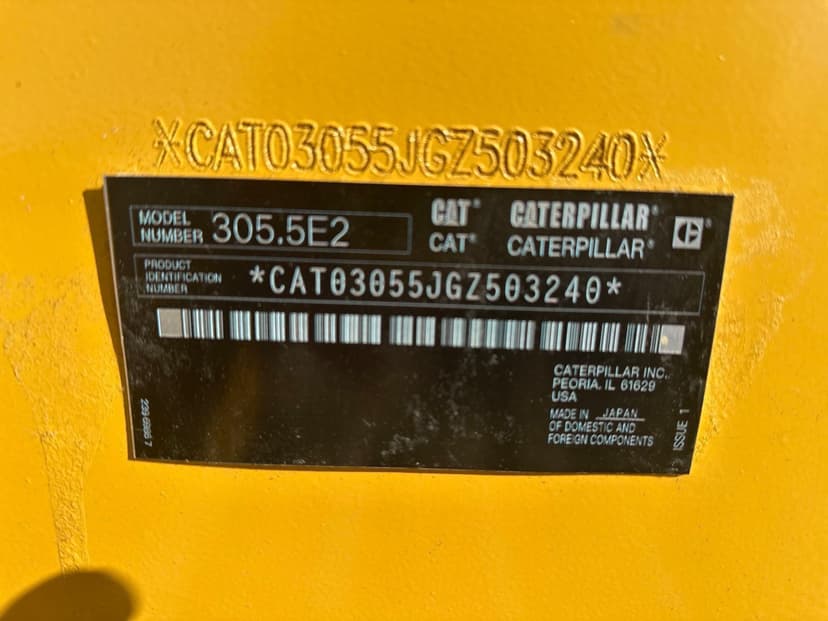 *CAT03055JGZ503240*
CAT® CATERPILLAR®
MODEL NUMBER 305.5E2
CAT® CATERPILLAR®
PRODUCT IDENTIFICATION NUMBER *CAT03055JGZ503240*
CATERPILLAR INC.
PEORIA, IL 61629
USA
MADE IN JAPAN
OF DOMESTIC AND
FOREIGN COMPONENTS
ISSUE 1